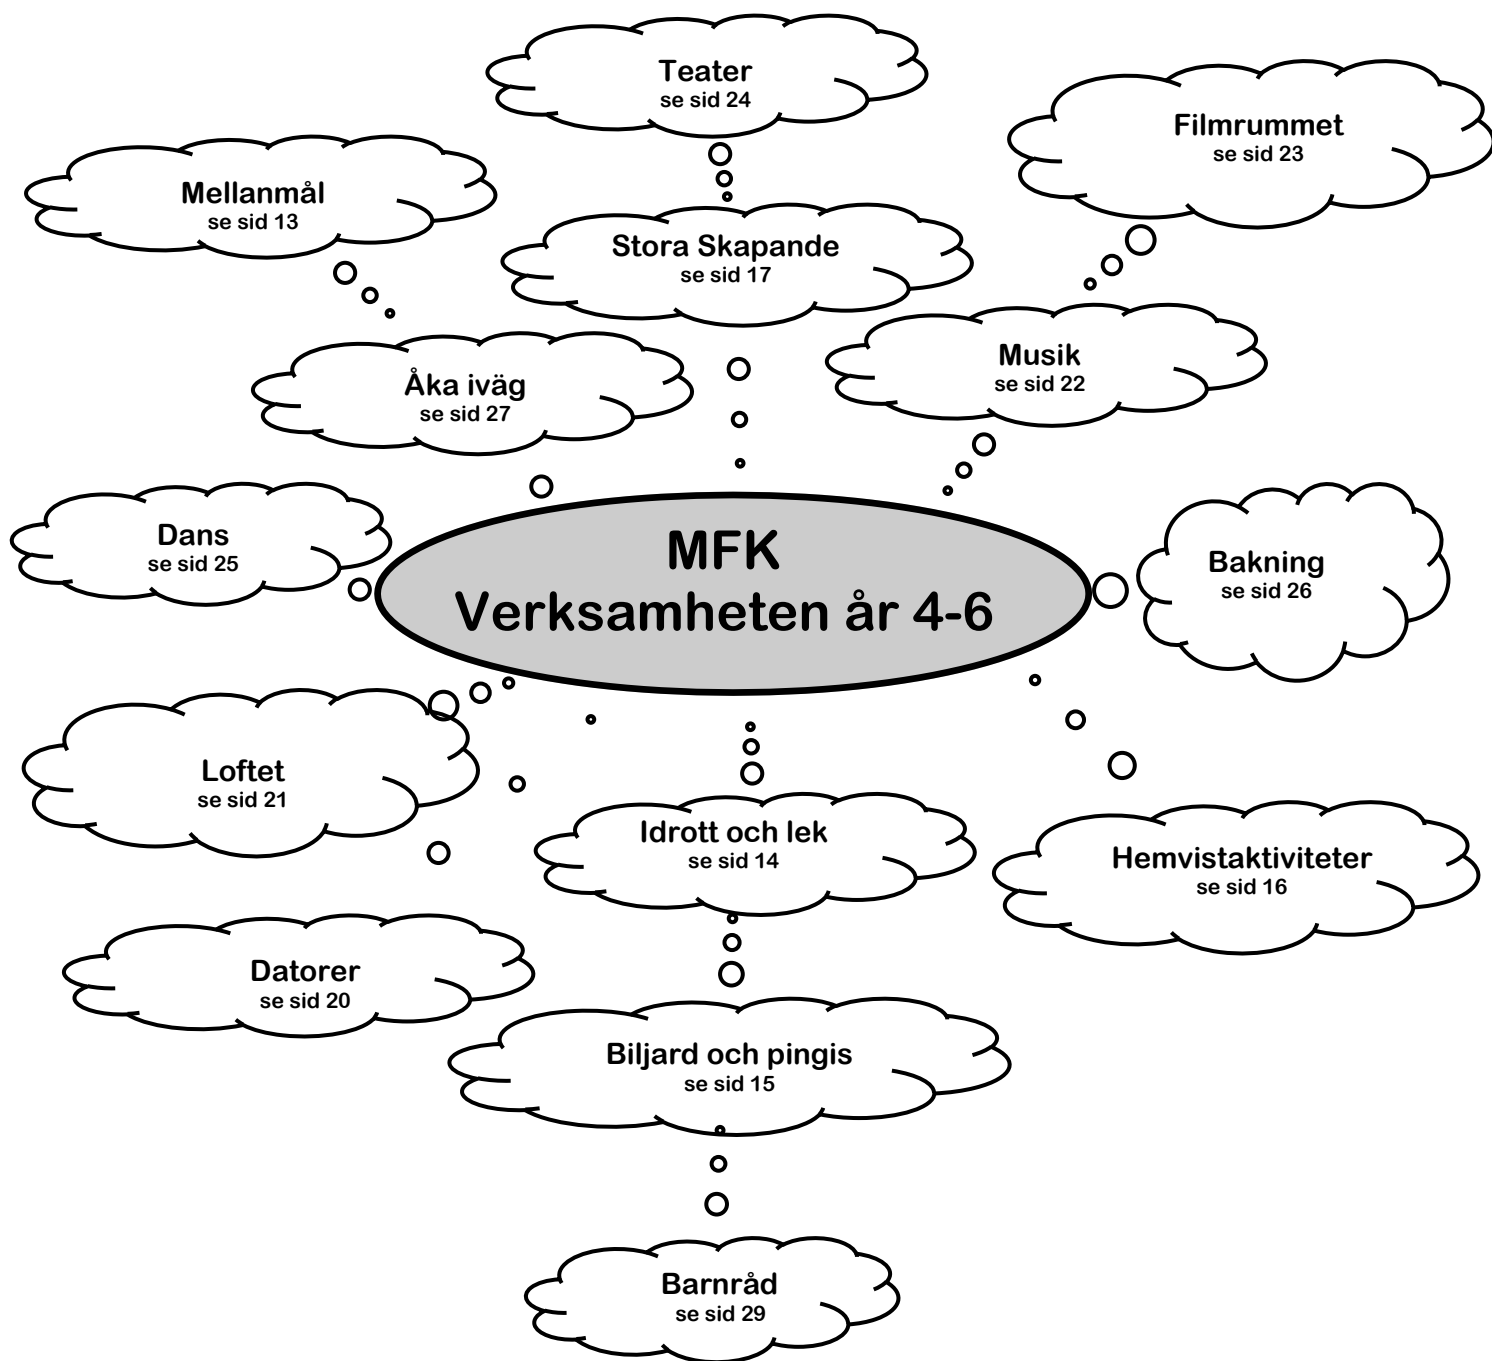 Teater
se sid 24
Filmrummet
se sid 23
Mellanmål
se sid 13
Stora Skapande
se sid 17
Musik
se sid 22
Åka iväg
se sid 27
Dans
se sid 25
MFK
Verksamheten år 4-6
Bakning
se sid 26
Loftet
se sid 21
Idrott och lek
se sid 14
Hemvistaktiviteter
se sid 16
Datorer
se sid 20
Biljard och pingis
se sid 15
Barnråd
se sid 29